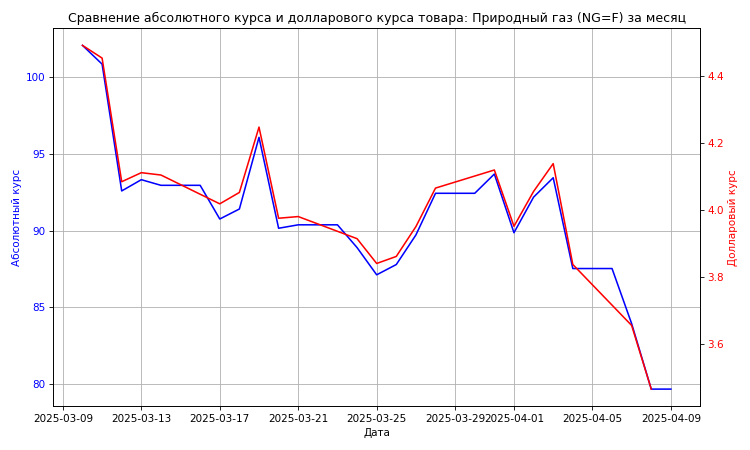 Сравнение абсолютного курса и долларового курса товара: Природный газ (NG=F) за месяц
100
95
90
85
80
Абсолютный курс
4.4
4.2
4.0
3.8
3.6
Долларовый курс
2025-03-09 2025-03-13 2025-03-17 2025-03-21 2025-03-25 2025-03-29 2025-04-01 2025-04-05 2025-04-09
Дата